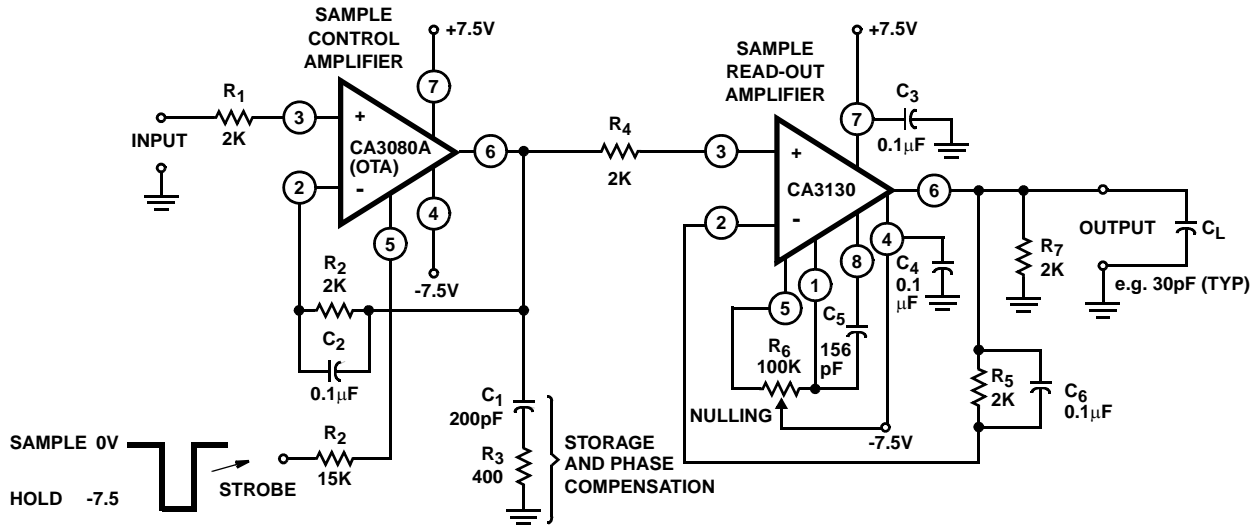 SAMPLE
CONTROL
AMPLIFIER
+7.5V
7
R1
2K
INPUT
3
+
CA3080A
(OTA)
6
2
-
4
5
-7.5V
R2
2K
C2
0.1µF
SAMPLE 0V
HOLD -7.5
STROBE
R2
15K
C1
200pF
R3
400
STORAGE
AND PHASE
COMPENSATION
R4
2K
SAMPLE
READ-OUT
AMPLIFIER
+7.5V
7
C3
0.1µF
3
+
CA3130
2
-
6
4
8
1
5
C4
0.1
µF
C5
156
pF
R6
100K
NULLING
-7.5V
R7
2K
OUTPUT
CL
e.g. 30pF (TYP)
R5
2K
C6
0.1µF